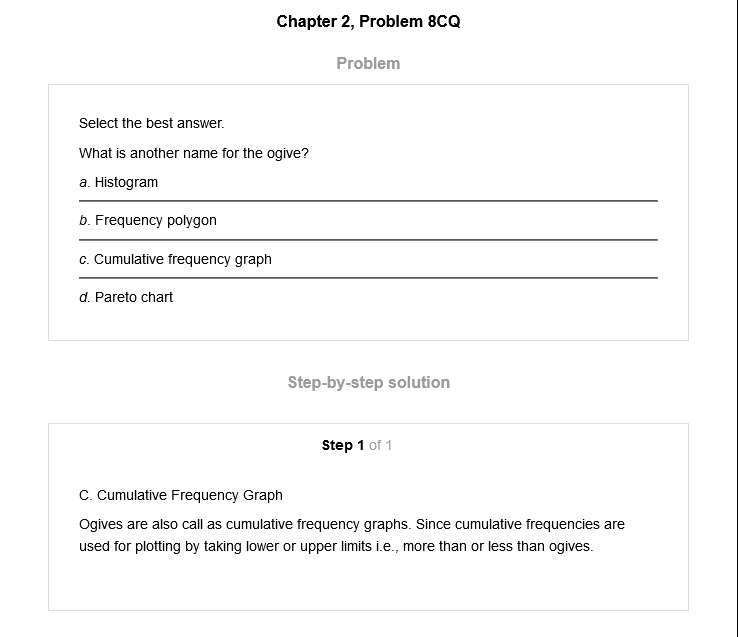 Chapter 2, Problem 8CQ
Problem
Select the best answer.
What is another name for the ogive?
a. Histogram
b. Frequency polygon
c. Cumulative frequency graph
d. Pareto chart
Step-by-step solution
Step 1 of 1
C. Cumulative Frequency Graph
Ogives are also call as cumulative frequency graphs. Since cumulative frequencies are
used for plotting by taking lower or upper limits i.e., more than or less than ogives.